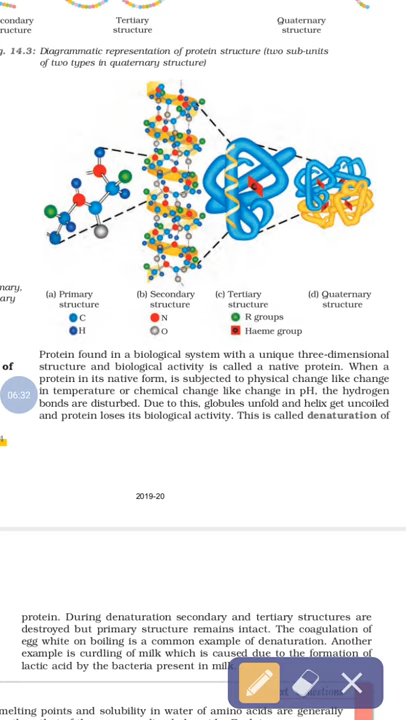 condary Tertiary Quaternary
ructure structure structure
g. 14.3: Diagrammatic representation of protein structure (two sub-units
of two types in quaternary structure)
mary,
ary
(a) Primary (b) Secondary (c) Tertiary (d) Quaternary
structure structure structure structure
C N R groups
H O Haeme group
Protein found in a biological system with a unique three-dimensional
of structure and biological activity is called a native protein. When a
protein in its native form, is subjected to physical change like change
06:32 in temperature or chemical change like change in pH, the hydrogen
bonds are disturbed. Due to this, globules unfold and helix get uncoiled
and protein loses its biological activity. This is called denaturation of
2019-20
protein. During denaturation secondary and tertiary structures are
destroyed but primary structure remains intact. The coagulation of
egg white on boiling is a common example of denaturation. Another
example is curdling of milk which is caused due to the formation of
lactic acid by the bacteria present in milk.
melting points and solubility in water of amino acids are generally